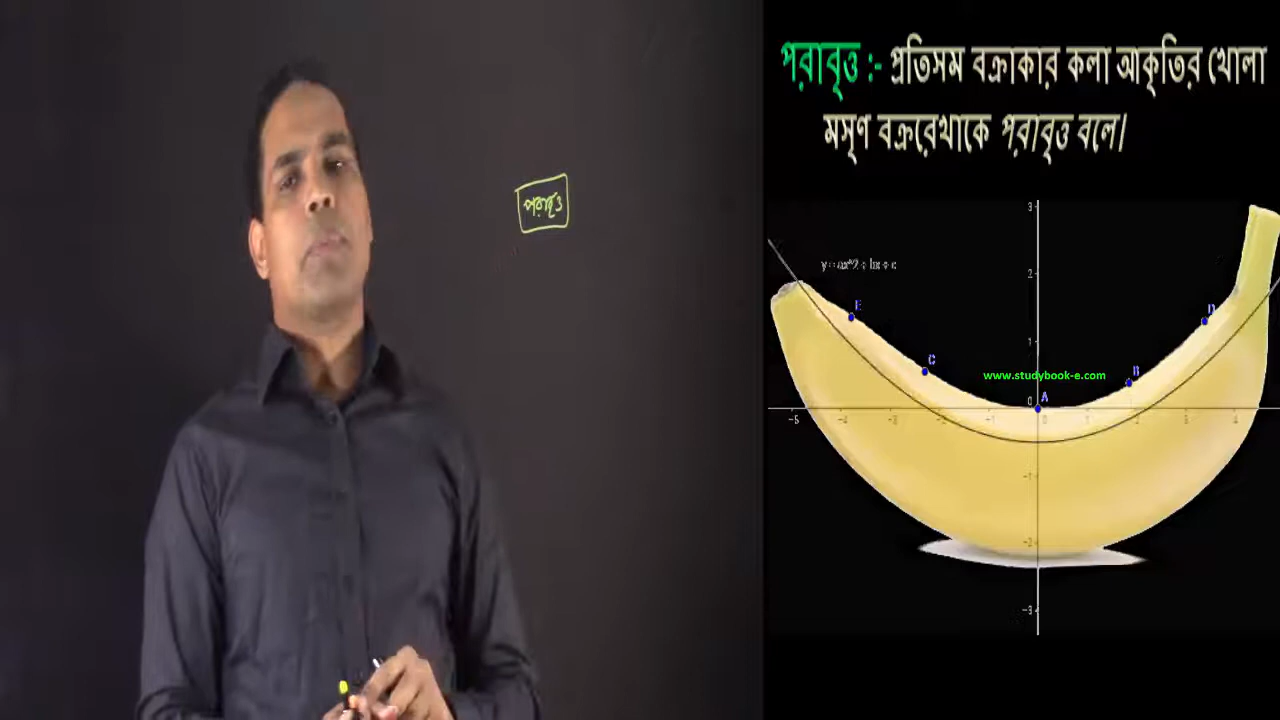 পরাবৃত্ত :- প্রতিসম বক্রাকার কলা আকৃতির খোলা
মসৃণ বক্ররেখাকে পরাবৃত্ত বলে।
পরাবৃত্ত
3
y = ax^2 + bx + c
2
E
D
1
C
www.studybook-e.com
B
0
A
-5 -4 -3 -2 -1 0 1 2 3 4
-1
-2
-3